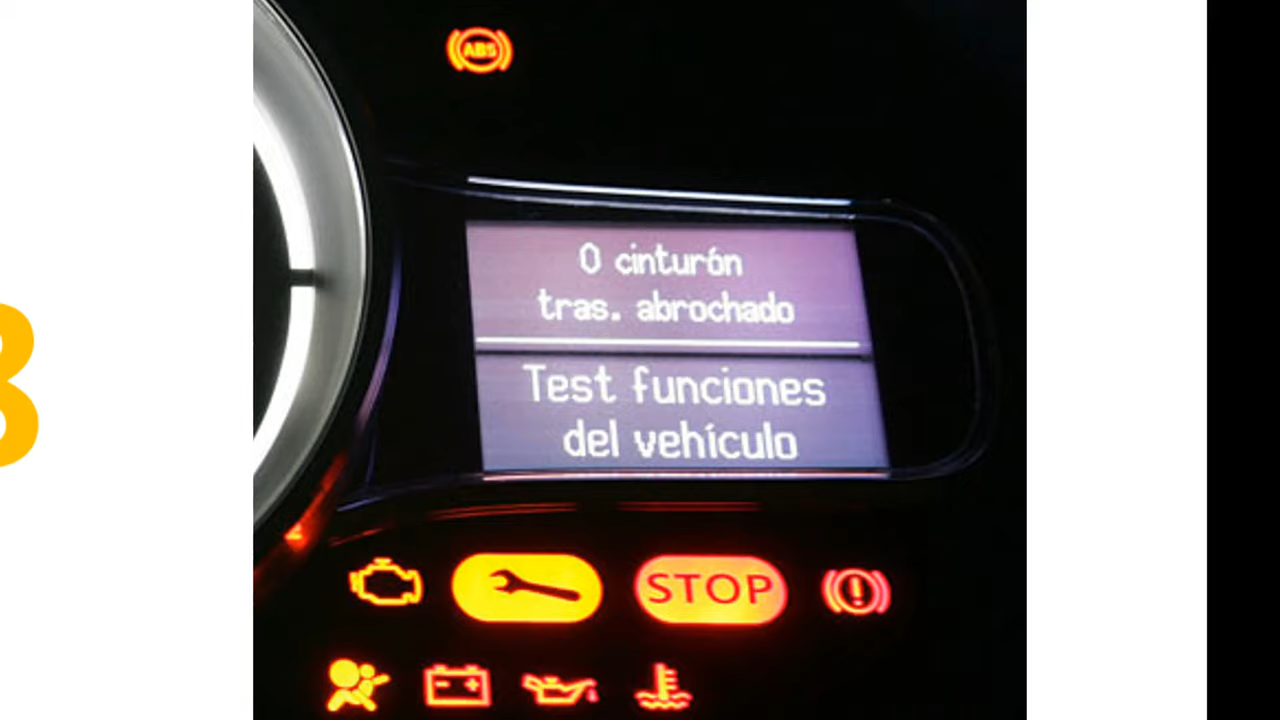 ABS
0 cinturón
tras. abrochado
Test funciones
del vehículo
STOP